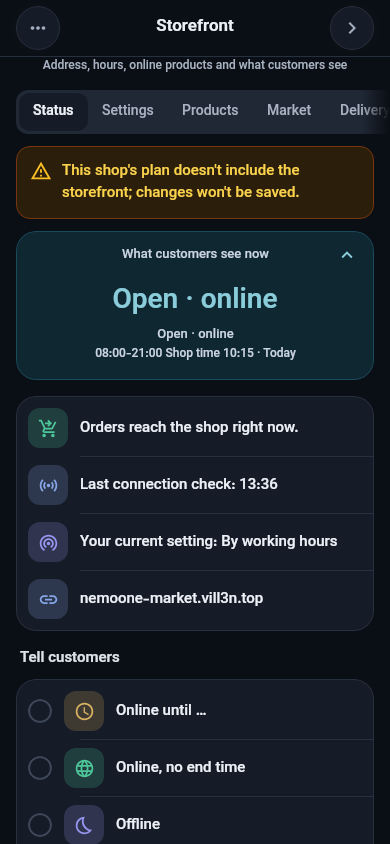 Storefront
Address, hours, online products and what customers see
Status Settings Products Market Delivery
This shop's plan doesn't include the
storefront; changes won't be saved.
What customers see now
Open · online
Open · online
08:00-21:00 Shop time 10:15 · Today
Orders reach the shop right now.
Last connection check: 13:36
Your current setting: By working hours
nemoone-market.vill3n.top
Tell customers
Online until …
Online, no end time
Offline